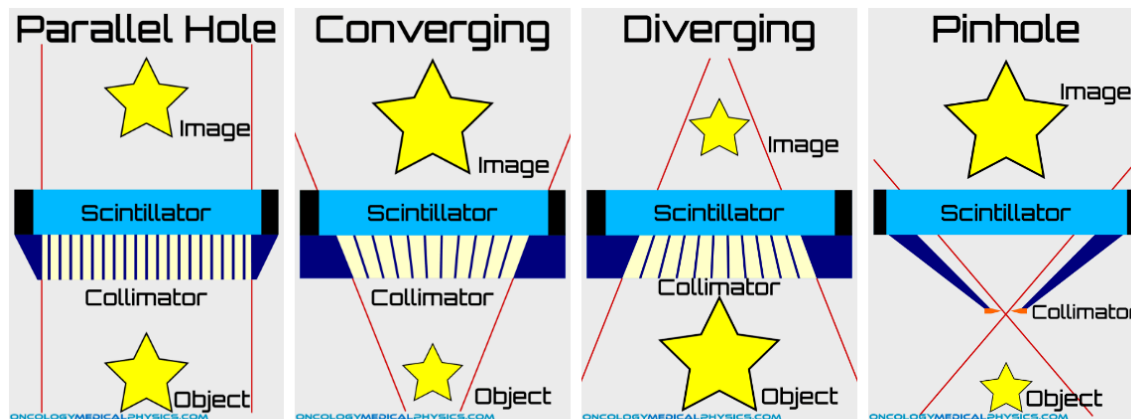 Parallel Hole
Image
Scintillator
Collimator
Object
ONCOLOGYMEDICALPHYSICS.COM
Converging
Image
Scintillator
Collimator
Object
ONCOLOGYMEDICALPHYSICS.COM
Diverging
Image
Scintillator
Collimator
Object
ONCOLOGYMEDICALPHYSICS.COM
Pinhole
Image
Scintillator
Collimator
Object
ONCOLOGYMEDICALPHYSICS.COM